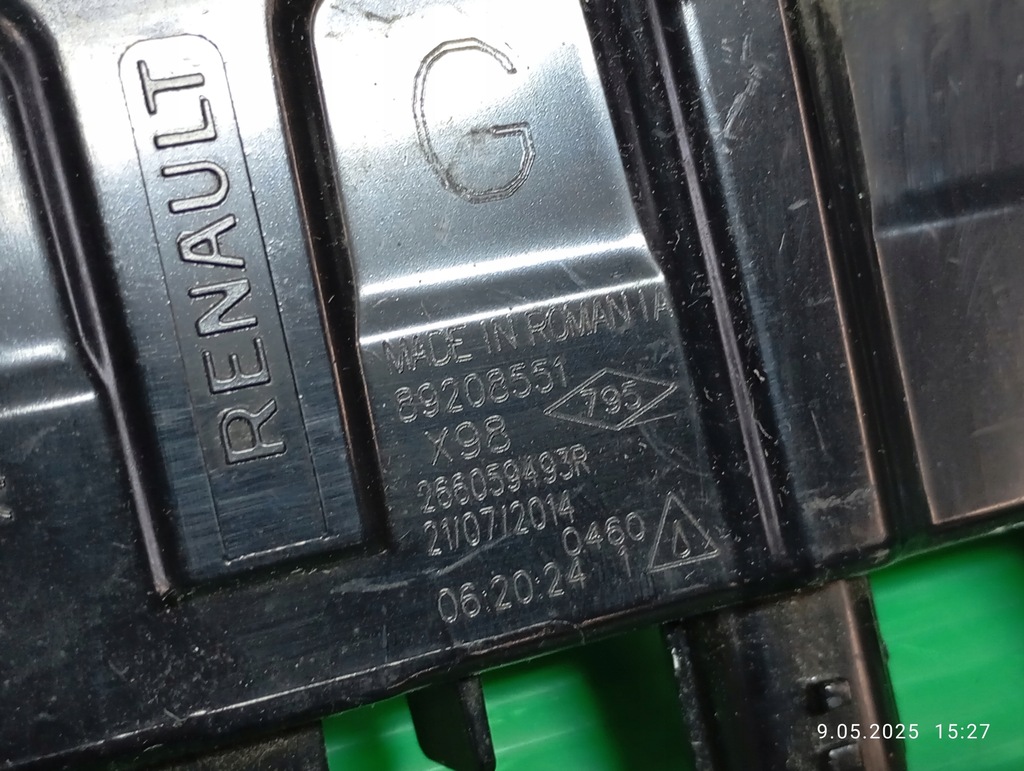 RENAULT
G
MADE IN ROMANIA
89208551
795
X98
266059493R
21/07/2014
0460
06:20:24 1
9.05.2025 15:27